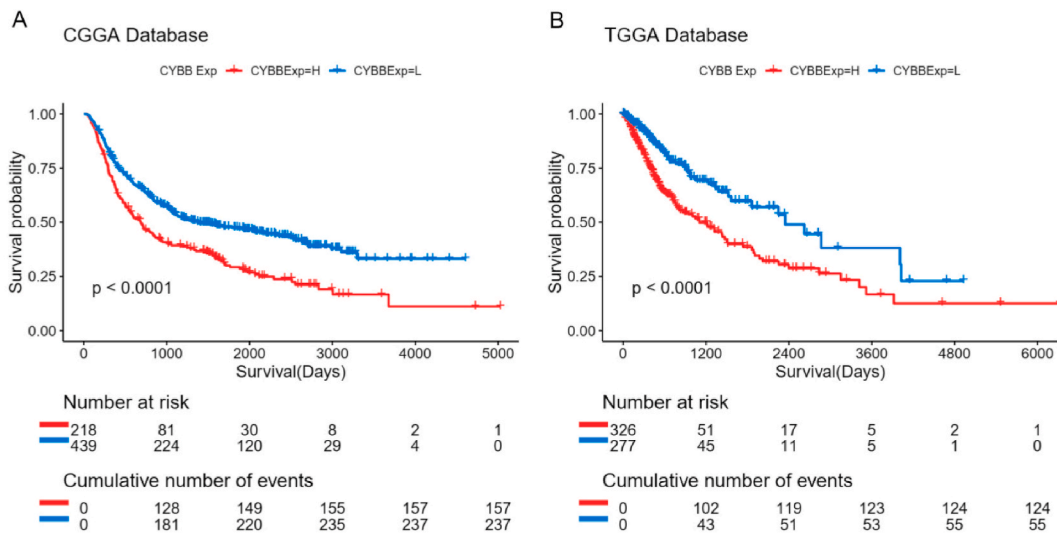 A
CGGA Database
CYBB Exp CYBBExp=H CYBBExp=L
1.00
0.75
0.50
0.25
0.00
Survival probability
p < 0.0001
0 1000 2000 3000 4000 5000
Survival(Days)
Number at risk
218 81 30 8 2 1
439 224 120 29 4 0
Cumulative number of events
0 128 149 155 157 157
0 181 220 235 237 237
B
TGGA Database
CYBB Exp CYBBExp=H CYBBExp=L
1.00
0.75
0.50
0.25
0.00
Survival probability
p < 0.0001
0 1200 2400 3600 4800 6000
Survival(Days)
Number at risk
326 51 17 5 2 1
277 45 11 5 1 0
Cumulative number of events
0 102 119 123 124 124
0 43 51 53 55 55